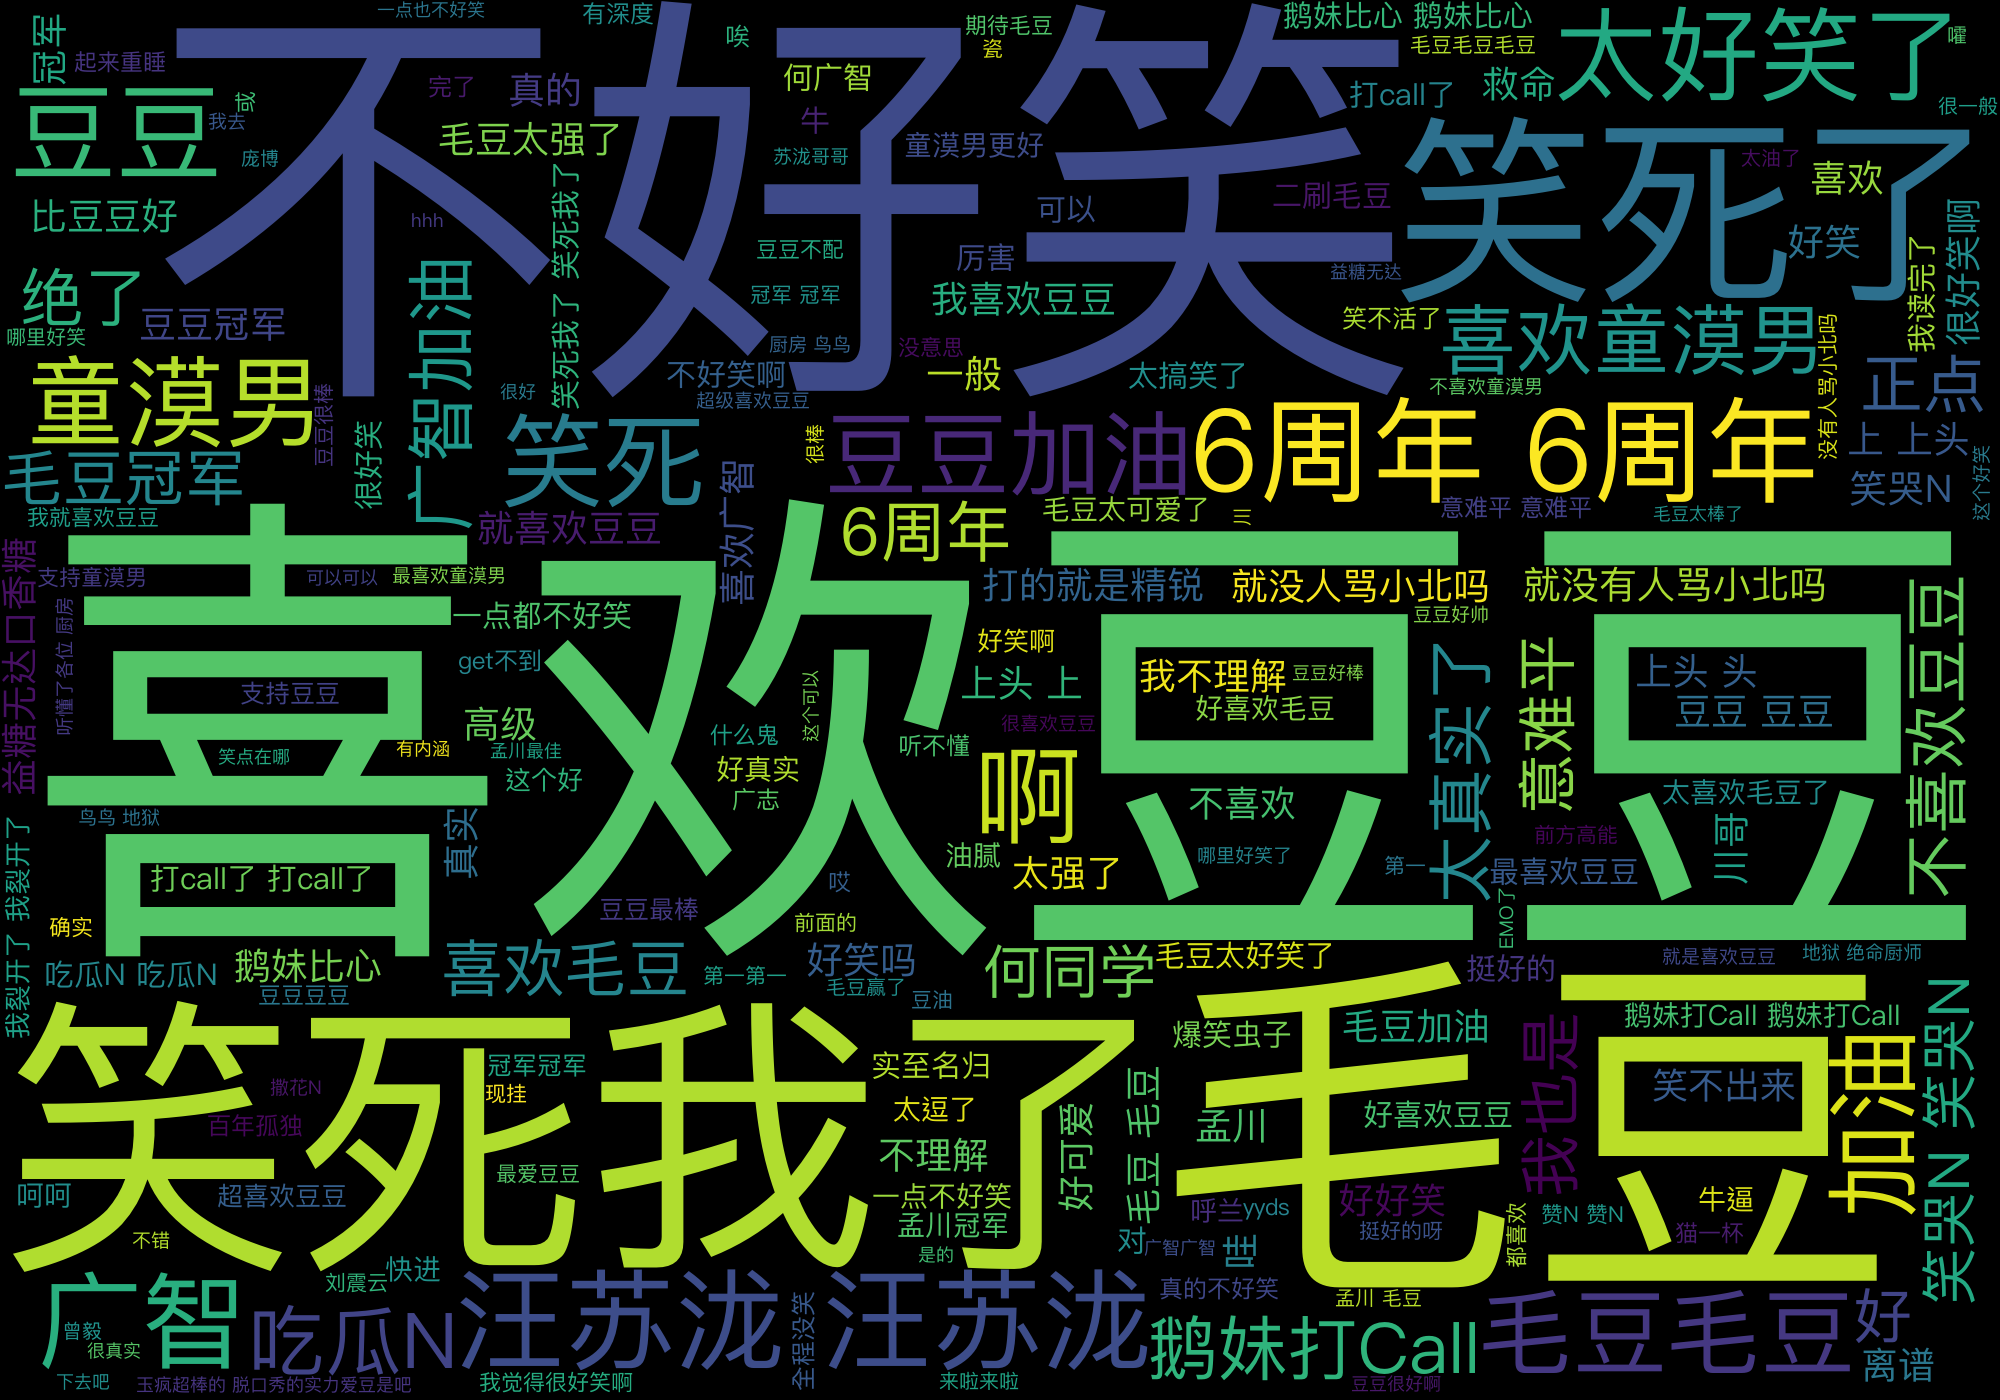 一点也不好笑
有深度
期待毛豆
鹅妹比心 鹅妹比心
冠军
起来重睡
不好笑
唉
瓷
毛豆毛豆毛豆
太好笑了
嚯
豆豆
或
完了
真的
何广智
打call了
救命
很一般
我去
毛豆太强了
牛
童漠男更好
笑死了
庞博
苏泷哥哥
太油了
喜欢
比豆豆好
hhh
笑死我了 笑死我了
可以
二刷毛豆
好笑
很好笑啊
豆豆不配
厉害
益糖无达
我读完了
绝了
豆豆冠军
广智加油
冠军 冠军
我喜欢豆豆
笑不活了
喜欢童漠男
没有人骂小北吗
哪里好笑
厨房 鸟鸟
没意思
童漠男
不好笑啊
一般
太搞笑了
不喜欢童漠男
正点
很好
超级喜欢豆豆
豆豆很棒
很好笑
笑死
很棒
豆豆加油
6周年 6周年
上 上头
毛豆冠军
笑哭N
这个好笑
我就喜欢豆豆
就喜欢豆豆
喜欢广智
6周年
毛豆太可爱了
川
意难平 意难平
毛豆太棒了
益糖无达口香糖
支持童漠男
可以可以
最喜欢童漠男
喜欢豆豆
打的就是精锐
就没人骂小北吗
就没有人骂小北吗
不喜欢豆豆
听懂了各位 厨房
一点都不好笑
豆豆好帅
get不到
好笑啊
我不理解
豆豆好棒
太真实了
意难平
上头 头
支持豆豆
上头 上
好喜欢毛豆
豆豆 豆豆
高级
这个可以
很喜欢豆豆
什么鬼
听不懂
笑点在哪
有内涵
孟川最佳
这个好
好真实
广志
啊
不喜欢
太喜欢毛豆了
鸟鸟 地狱
真实
前方高能
川哥
我裂开了 我裂开了
打call了 打call了
油腻
太强了
哪里好笑了
第一
最喜欢豆豆
哎
确实
豆豆最棒
前面的
EMO了
吃瓜N 吃瓜N
鹅妹比心
喜欢毛豆
第一第一
好笑吗
何同学
毛豆太好笑了
挺好的
就是喜欢豆豆
地狱 绝命厨师
豆豆豆豆
毛豆赢了
豆油
笑死我了
毛豆
爆笑虫子
毛豆加油
鹅妹打Call 鹅妹打Call
笑哭N 笑哭N
冠军冠军
实至名归
我也是
加油
撒花N
现挂
太逗了
好可爱
毛豆 毛豆
笑不出来
百年孤独
孟川
好喜欢豆豆
最爱豆豆
不理解
呵呵
超喜欢豆豆
一点不好笑
呼兰yyds
好好笑
赞N 赞N
牛逼
不错
孟川冠军
对
哇
挺好的呀
都喜欢
猫一杯
是的
广智广智
广智
刘震云
快进
汪苏泷 汪苏泷
真的不好笑
孟川 毛豆
吃瓜N
全程没笑
鹅妹打Call
毛豆毛豆
好
曾毅
很真实
离谱
下去吧
玉疯超棒的 脱口秀的实力爱豆是吧
我觉得很好笑啊
来啦来啦
豆豆很好啊